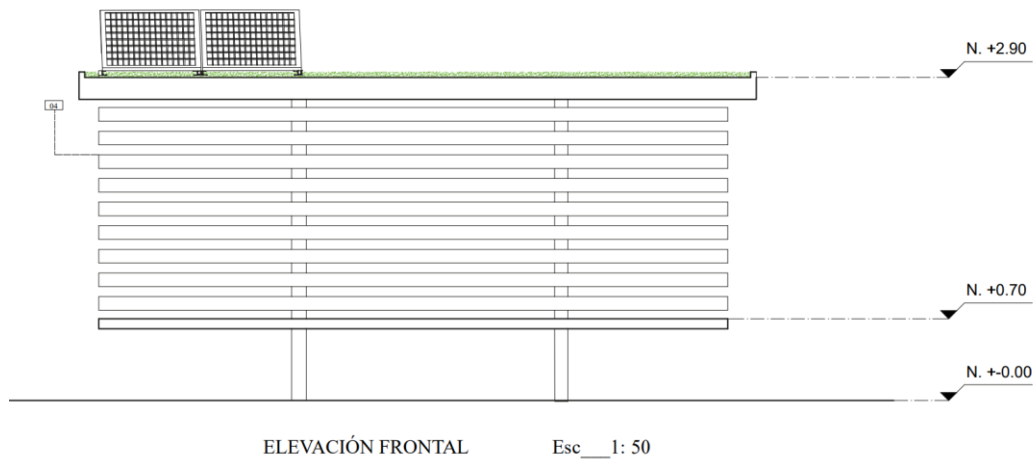 N. +2.90
04
N. +0.70
N. +-0.00
ELEVACIÓN FRONTAL Esc___1: 50